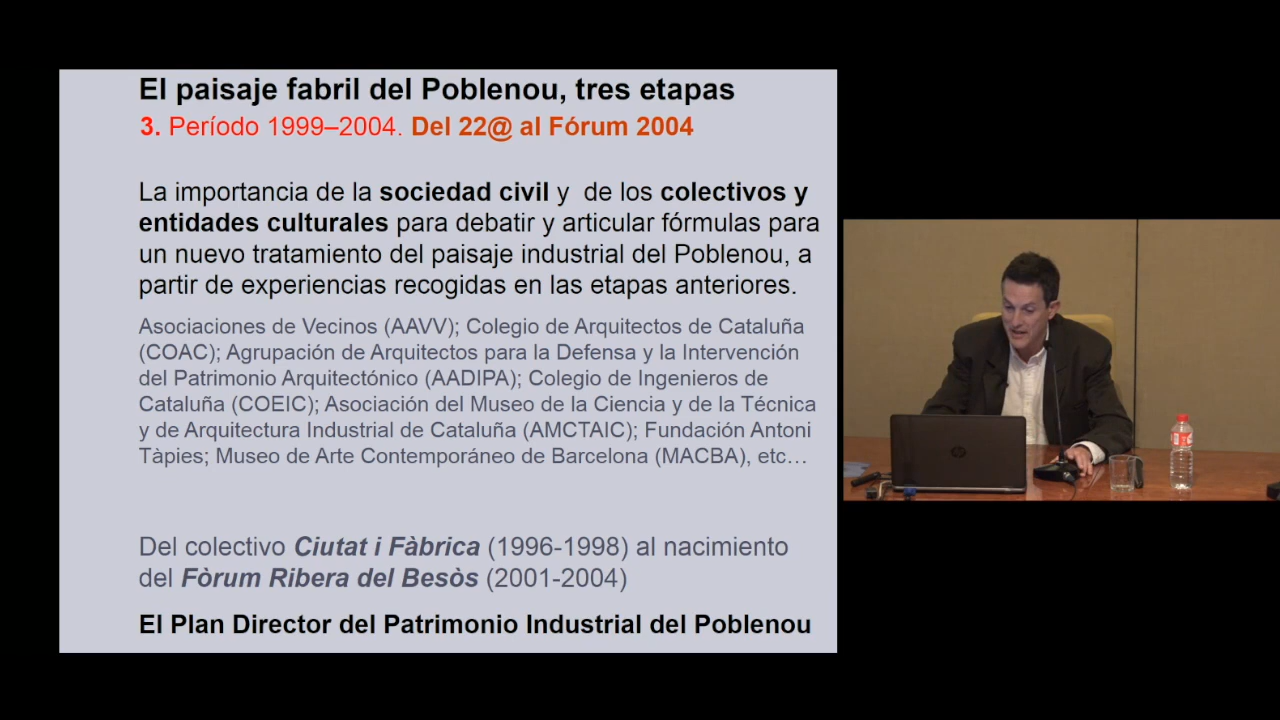 El paisaje fabril del Poblenou, tres etapas
3. Período 1999–2004. Del 22@ al Fórum 2004
La importancia de la sociedad civil y de los colectivos y
entidades culturales para debatir y articular fórmulas para
un nuevo tratamiento del paisaje industrial del Poblenou, a
partir de experiencias recogidas en las etapas anteriores.
Asociaciones de Vecinos (AAVV); Colegio de Arquitectos de Cataluña
(COAC); Agrupación de Arquitectos para la Defensa y la Intervención
del Patrimonio Arquitectónico (AADIPA); Colegio de Ingenieros de
Cataluña (COEIC); Asociación del Museo de la Ciencia y de la Técnica
y de Arquitectura Industrial de Cataluña (AMCTAIC); Fundación Antoni
Tàpies; Museo de Arte Contemporáneo de Barcelona (MACBA), etc…
Del colectivo Ciutat i Fàbrica (1996-1998) al nacimiento
del Fòrum Ribera del Besòs (2001-2004)
El Plan Director del Patrimonio Industrial del Poblenou
hp